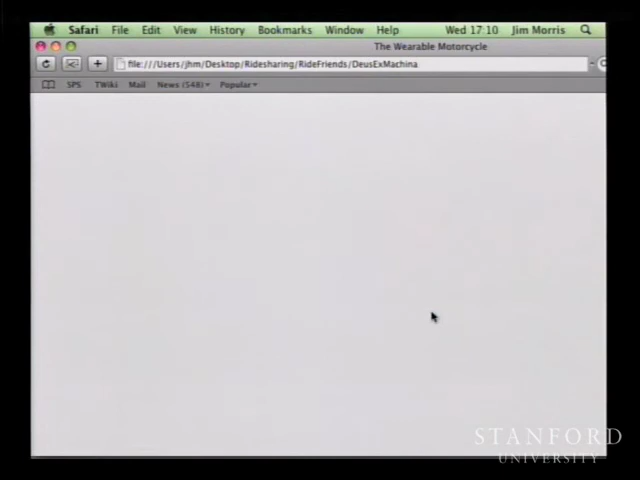 Safari File Edit View History Bookmarks Window Help Wed 17:10 Jim Morris
The Wearable Motorcycle
file:///Users/jhm/Desktop/Ridesharing/RideFriends/DeusExMachina
SPS TWiki Mail News (548) Popular
STANFORD
UNIVERSITY